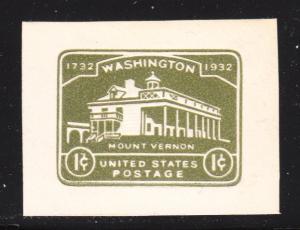 WASHINGTON
1732 1932
MOUNT VERNON
1¢ UNITED STATES 1¢
POSTAGE